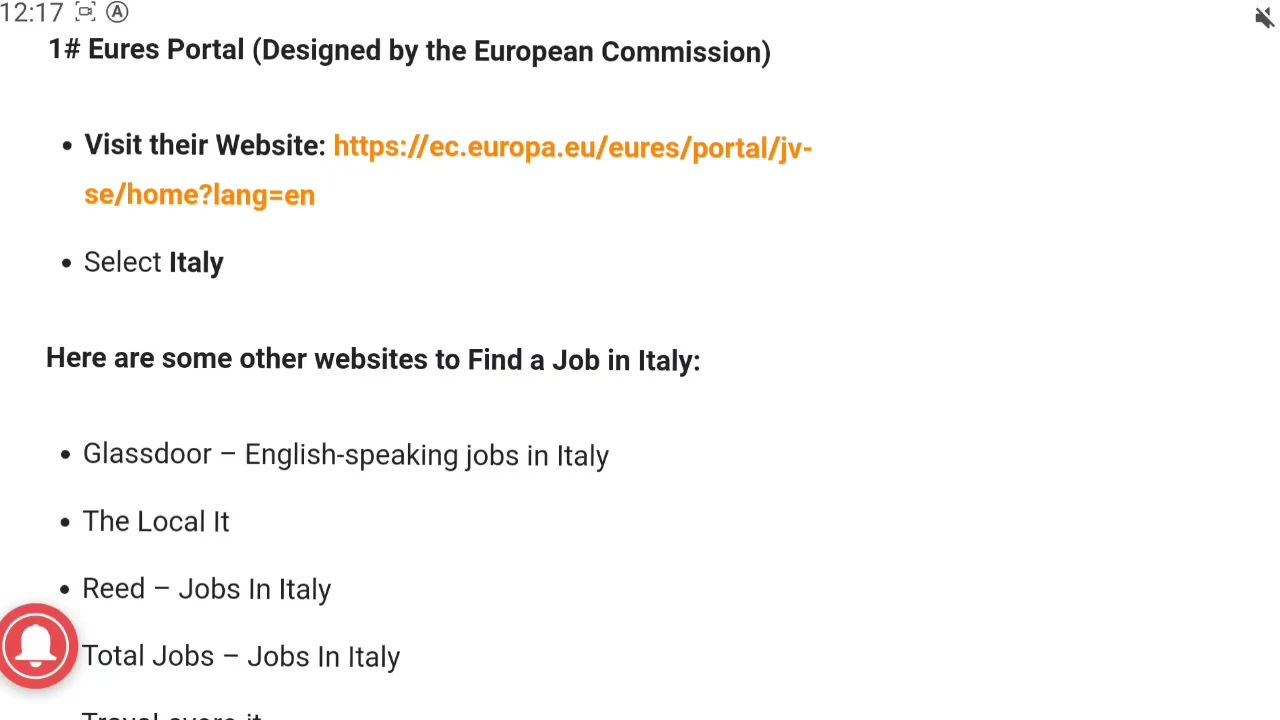 12:17
1# Eures Portal (Designed by the European Commission)
• Visit their Website: https://ec.europa.eu/eures/portal/jv-
se/home?lang=en
• Select Italy
Here are some other websites to Find a Job in Italy:
• Glassdoor – English-speaking jobs in Italy
• The Local It
• Reed – Jobs In Italy
Total Jobs – Jobs In Italy